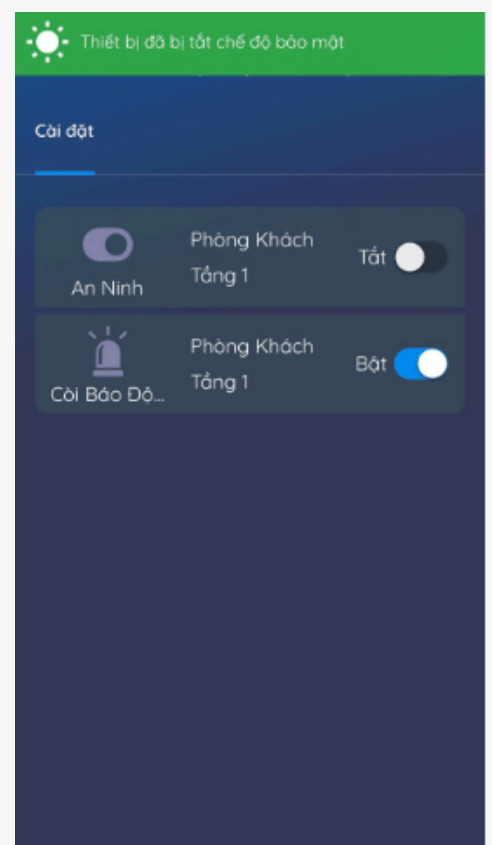 Thiết bị đã bị tắt chế độ bảo mật
Cài đặt
An Ninh
Phòng Khách
Tầng 1
Tắt
Còi Báo Độ...
Phòng Khách
Tầng 1
Bật